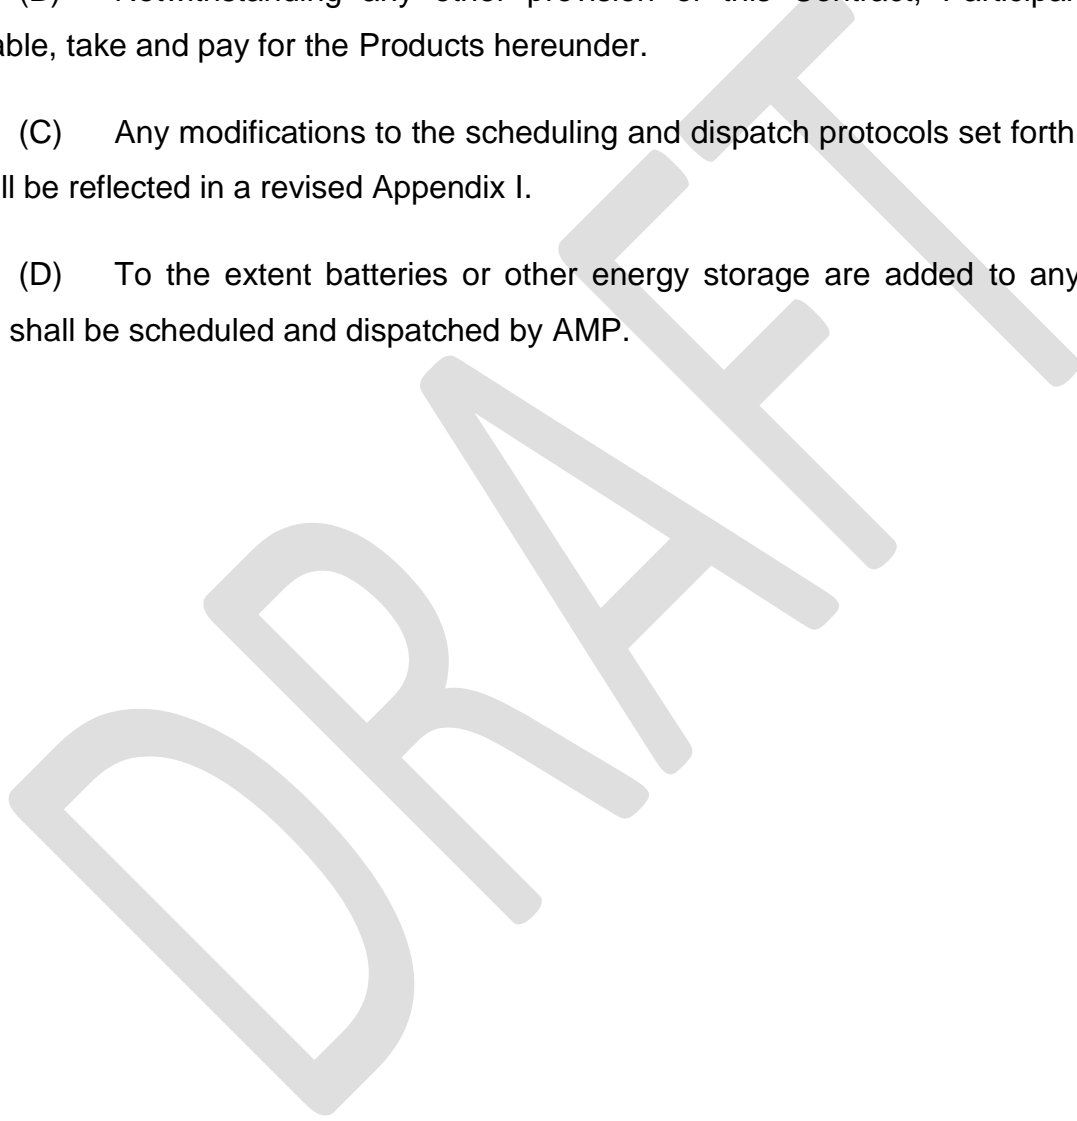 (B) Notwithstanding any other provision of this Contract, Participan
able, take and pay for the Products hereunder.
(C) Any modifications to the scheduling and dispatch protocols set forth
ll be reflected in a revised Appendix I.
(D) To the extent batteries or other energy storage are added to any
shall be scheduled and dispatched by AMP.
DRAFT